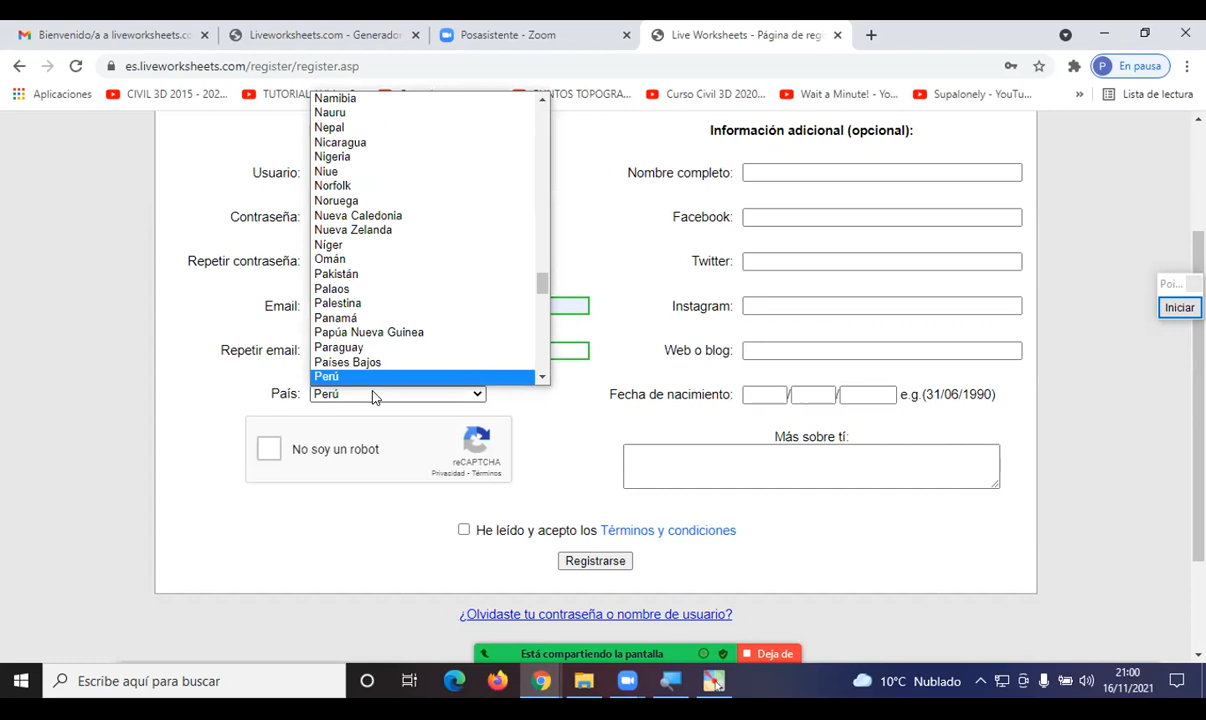 Bienvenido/a a liveworksheets.co
Liveworksheets.com - Generador
Posasistente - Zoom
Live Worksheets - Página de regi
es.liveworksheets.com/register/register.asp
P En pausa
Aplicaciones
CIVIL 3D 2015 - 202...
TUTORIAL
NTOS TOPOGRA...
Curso Civil 3D 2020...
Wait a Minute! - Yo...
Supalonely - YouTu...
»
Lista de lectura
Namibia
Nauru
Nepal
Nicaragua
Nigeria
Niue
Norfolk
Noruega
Nueva Caledonia
Nueva Zelanda
Níger
Omán
Pakistán
Palaos
Palestina
Panamá
Papúa Nueva Guinea
Paraguay
Países Bajos
Perú
Usuario:
Contraseña:
Repetir contraseña:
Email:
Repetir email:
País:
Perú
No soy un robot
reCAPTCHA
Privacidad - Términos
Información adicional (opcional):
Nombre completo:
Facebook:
Twitter:
Instagram:
Web o blog:
Fecha de nacimiento: / / e.g.(31/06/1990)
Más sobre tí:
Poi...
Iniciar
He leído y acepto los Términos y condiciones
Registrarse
¿Olvidaste tu contraseña o nombre de usuario?
Está compartiendo la pantalla
Deja de
Escribe aquí para buscar
10°C Nublado
21:00
16/11/2021